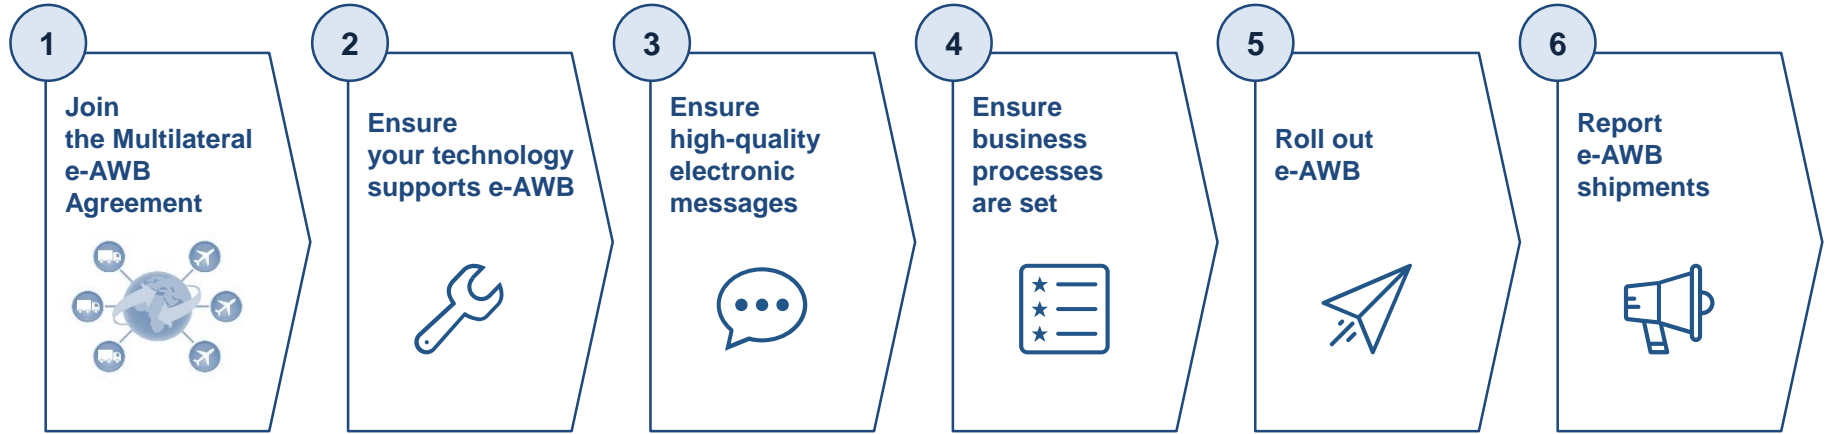 1
Join
the Multilateral
e-AWB
Agreement
2
Ensure
your technology
supports e-AWB
3
Ensure
high-quality
electronic
messages
4
Ensure
business
processes
are set
5
Roll out
e-AWB
6
Report
e-AWB
shipments